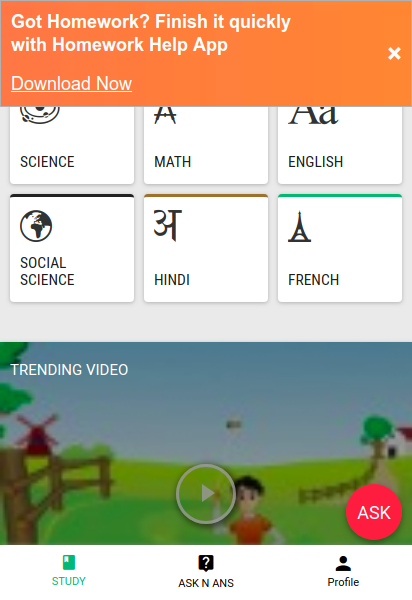 Got Homework? Finish it quickly
with Homework Help App
×
Download Now
Aa
SCIENCE
MATH
ENGLISH
अ
SOCIAL
SCIENCE
HINDI
FRENCH
TRENDING VIDEO
ASK
STUDY
ASK N ANS
Profile